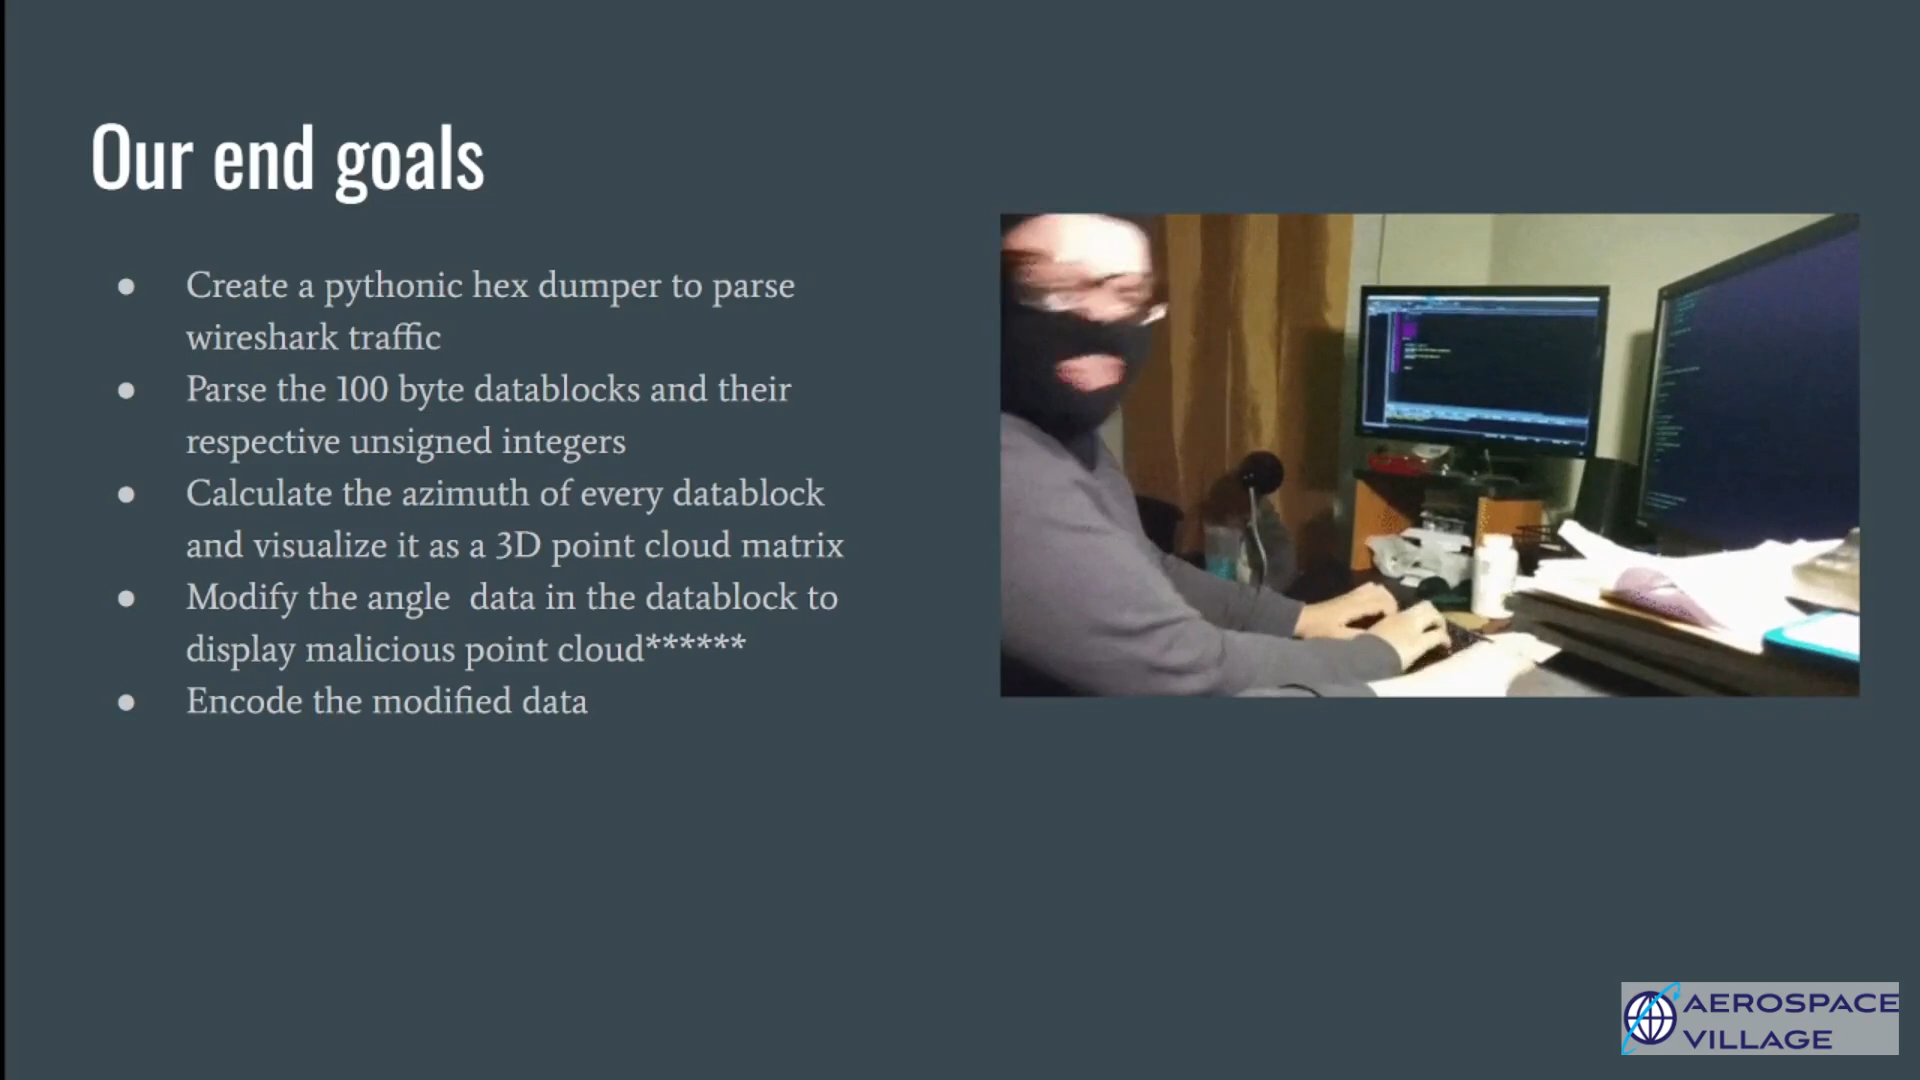 Our end goals
● Create a pythonic hex dumper to parse
wireshark traffic
● Parse the 100 byte datablocks and their
respective unsigned integers
● Calculate the azimuth of every datablock
and visualize it as a 3D point cloud matrix
● Modify the angle  data in the datablock to
display malicious point cloud******
● Encode the modified data
AEROSPACE
VILLAGE